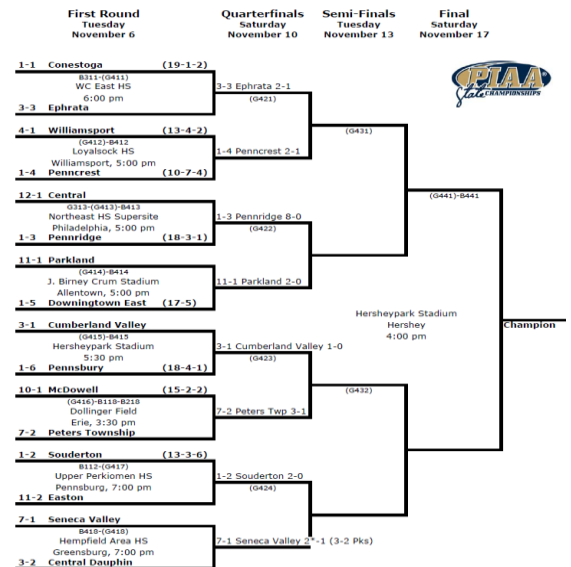 First Round Quarterfinals Semi-Finals Final
Tuesday Saturday Tuesday Saturday
November 6 November 10 November 13 November 17
1-1 Conestoga (19-1-2)
B311-(G411)
WC East HS
6:00 pm
3-3 Ephrata
3-3 Ephrata 2-1
(G421)
4-1 Williamsport (13-4-2)
(G412)-B412
Loyalsock HS
Williamsport, 5:00 pm
1-4 Penncrest (10-7-4)
1-4 Penncrest 2-1
(G431)
12-1 Central
G313-(G413)-B413
Northeast HS Supersite
Philadelphia, 5:00 pm
1-3 Pennridge (18-3-1)
1-3 Pennridge 8-0
(G422)
11-1 Parkland
(G414)-B414
J. Birney Crum Stadium
Allentown, 5:00 pm
1-5 Downingtown East (17-5)
11-1 Parkland 2-0
(G441)-B441
PIAA
State CHAMPIONSHIPS
Hersheypark Stadium
Hershey
4:00 pm
Champion
3-1 Cumberland Valley
(G415)-B415
Hersheypark Stadium
5:30 pm
1-6 Pennsbury (18-4-1)
3-1 Cumberland Valley 1-0
(G423)
10-1 McDowell (15-2-2)
(G416)-B118-B218
Dollinger Field
Erie, 3:30 pm
7-2 Peters Township
7-2 Peters Twp 3-1
(G432)
1-2 Souderton (13-3-6)
B112-(G417)
Upper Perkiomen HS
Pennsburg, 7:00 pm
11-2 Easton
1-2 Souderton 2-0
(G424)
7-1 Seneca Valley
B418-(G418)
Hempfield Area HS
Greensburg, 7:00 pm
3-2 Central Dauphin
7-1 Seneca Valley 2*-1 (3-2 Pks)